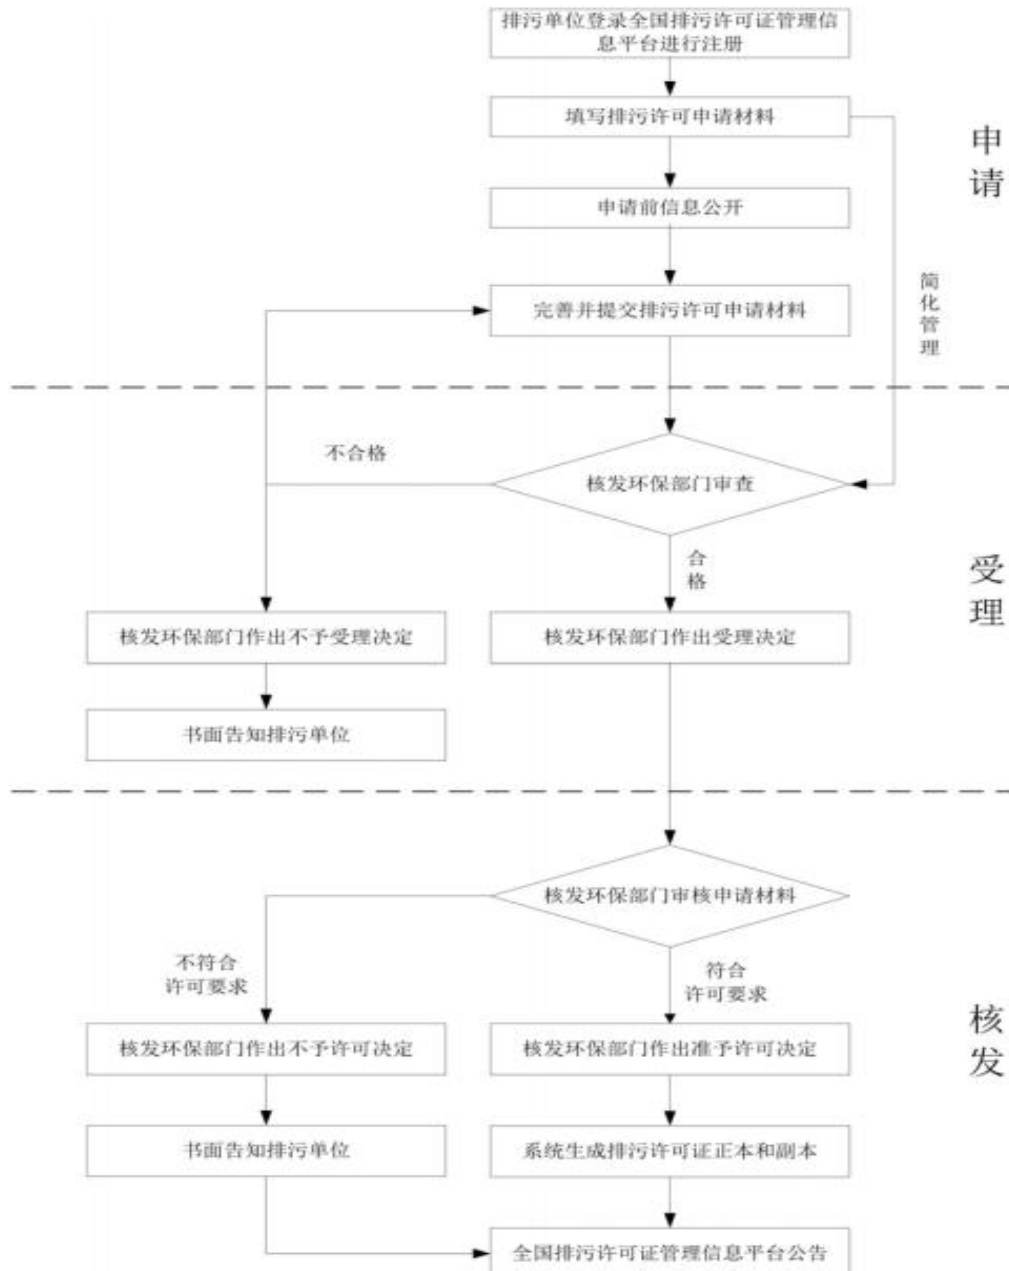 排污单位登录全国排污许可证管理信
息平台进行注册
填写排污许可申请材料
申
请
申请前信息公开
简
化
管
理
完善并提交排污许可申请材料
不合格
核发环保部门审查
合
格
受
理
核发环保部门作出不予受理决定
核发环保部门作出受理决定
书面告知排污单位
核发环保部门审核申请材料
不符合
许可要求
符合
许可要求
核
发
核发环保部门作出不予许可决定
核发环保部门作出准予许可决定
书面告知排污单位
系统生成排污许可证正本和副本
全国排污许可证管理信息平台公告